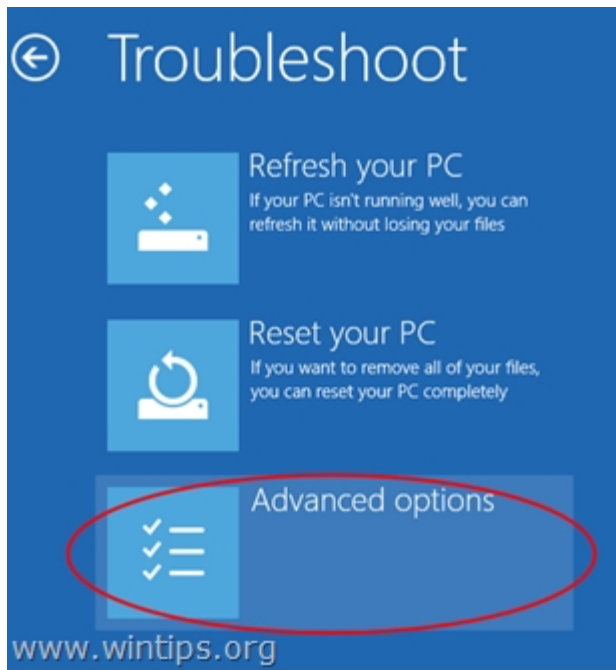 Troubleshoot
Refresh your PC
If your PC isn't running well, you can
refresh it without losing your files
Reset your PC
If you want to remove all of your files,
you can reset your PC completely
Advanced options
www.wintips.org